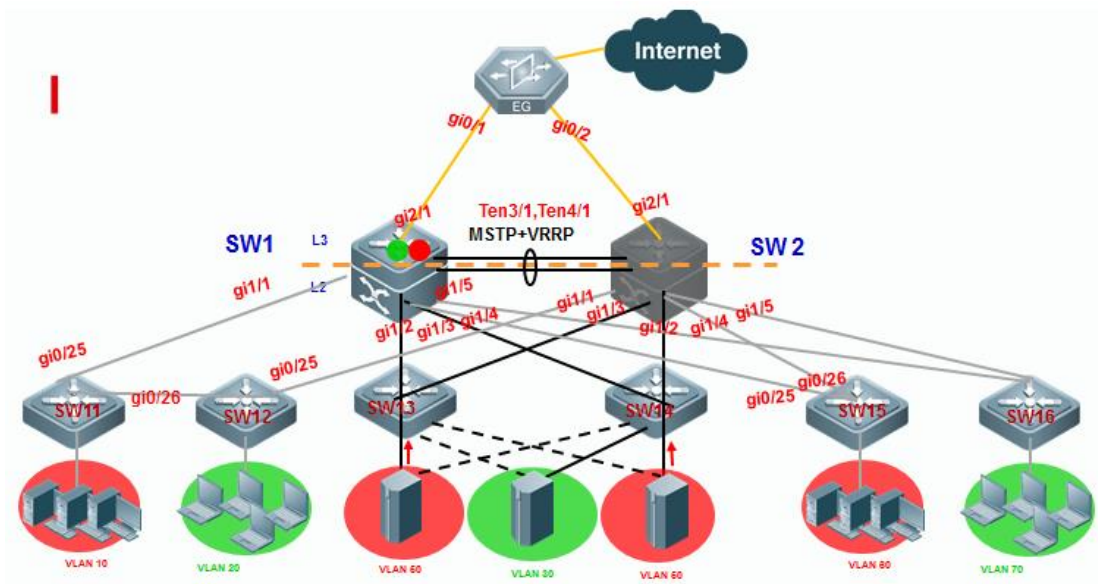 Internet
I
EG
gi0/1
gi0/2
gi2/1
Ten3/1,Ten4/1
gi2/1
MSTP+VRRP
SW1
L3
SW 2
L2
gi1/1
gi1/5
gi1/1
gi1/5
gi1/2
gi1/3
gi1/4
gi1/3
gi1/2
gi1/4
gi0/25
gi0/25
gi0/26
gi0/26
gi0/25
SW11
SW12
SW13
SW14
SW15
SW16
VLAN 10
VLAN 20
VLAN 50
VLAN 30
VLAN 50
VLAN 60
VLAN 70